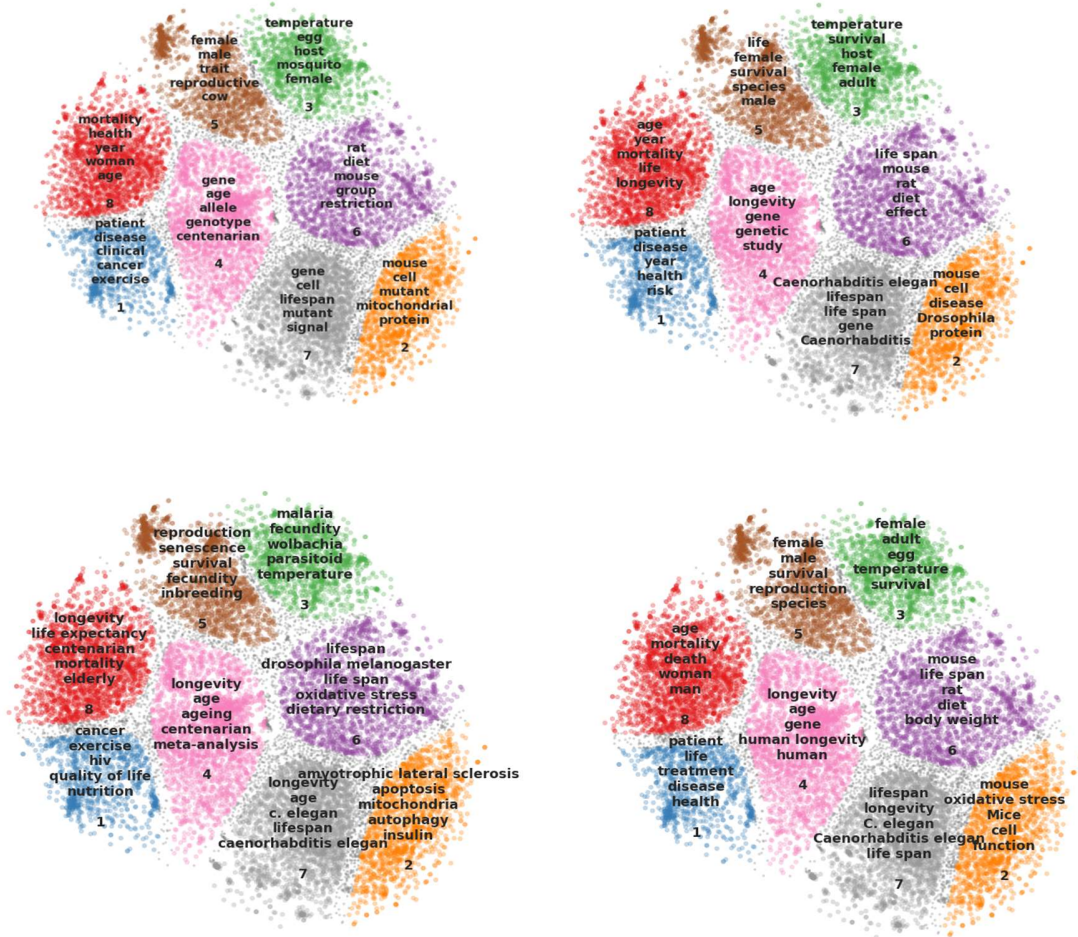 temperature
egg
host
mosquito
female
3
female
male
trait
reproductive
cow
5
mortality
health
year
woman
age
8
rat
diet
mouse
group
restriction
6
gene
age
allele
genotype
centenarian
4
patient
disease
clinical
cancer
exercise
1
gene
cell
lifespan
mutant
signal
7
mouse
cell
mutant
mitochondrial
protein
2
temperature
survival
host
female
adult
3
life
female
survival
species
male
5
age
year
mortality
life
longevity
8
life span
mouse
rat
diet
effect
6
age
longevity
gene
genetic
study
4
patient
disease
year
health
risk
1
Caenorhabditis elegan
lifespan
life span
gene
Caenorhabditis
7
mouse
cell
disease
Drosophila
protein
2
malaria
fecundity
wolbachia
parasitoid
temperature
3
reproduction
senescence
survival
fecundity
inbreeding
5
longevity
life expectancy
centenarian
mortality
elderly
8
lifespan
drosophila melanogaster
life span
oxidative stress
dietary restriction
6
longevity
age
ageing
centenarian
meta-analysis
4
cancer
exercise
hiv
quality of life
nutrition
1
longevity
age
c. elegan
lifespan
caenorhabditis elegan
7
amyotrophic lateral sclerosis
apoptosis
mitochondria
autophagy
insulin
2
female
adult
egg
temperature
survival
3
female
male
survival
reproduction
species
5
age
mortality
death
woman
man
8
mouse
life span
rat
diet
body weight
6
longevity
age
gene
human longevity
human
4
patient
life
treatment
disease
health
1
lifespan
longevity
C. elegan
Caenorhabditis elegan
life span
7
mouse
oxidative stress
Mice
cell
function
2